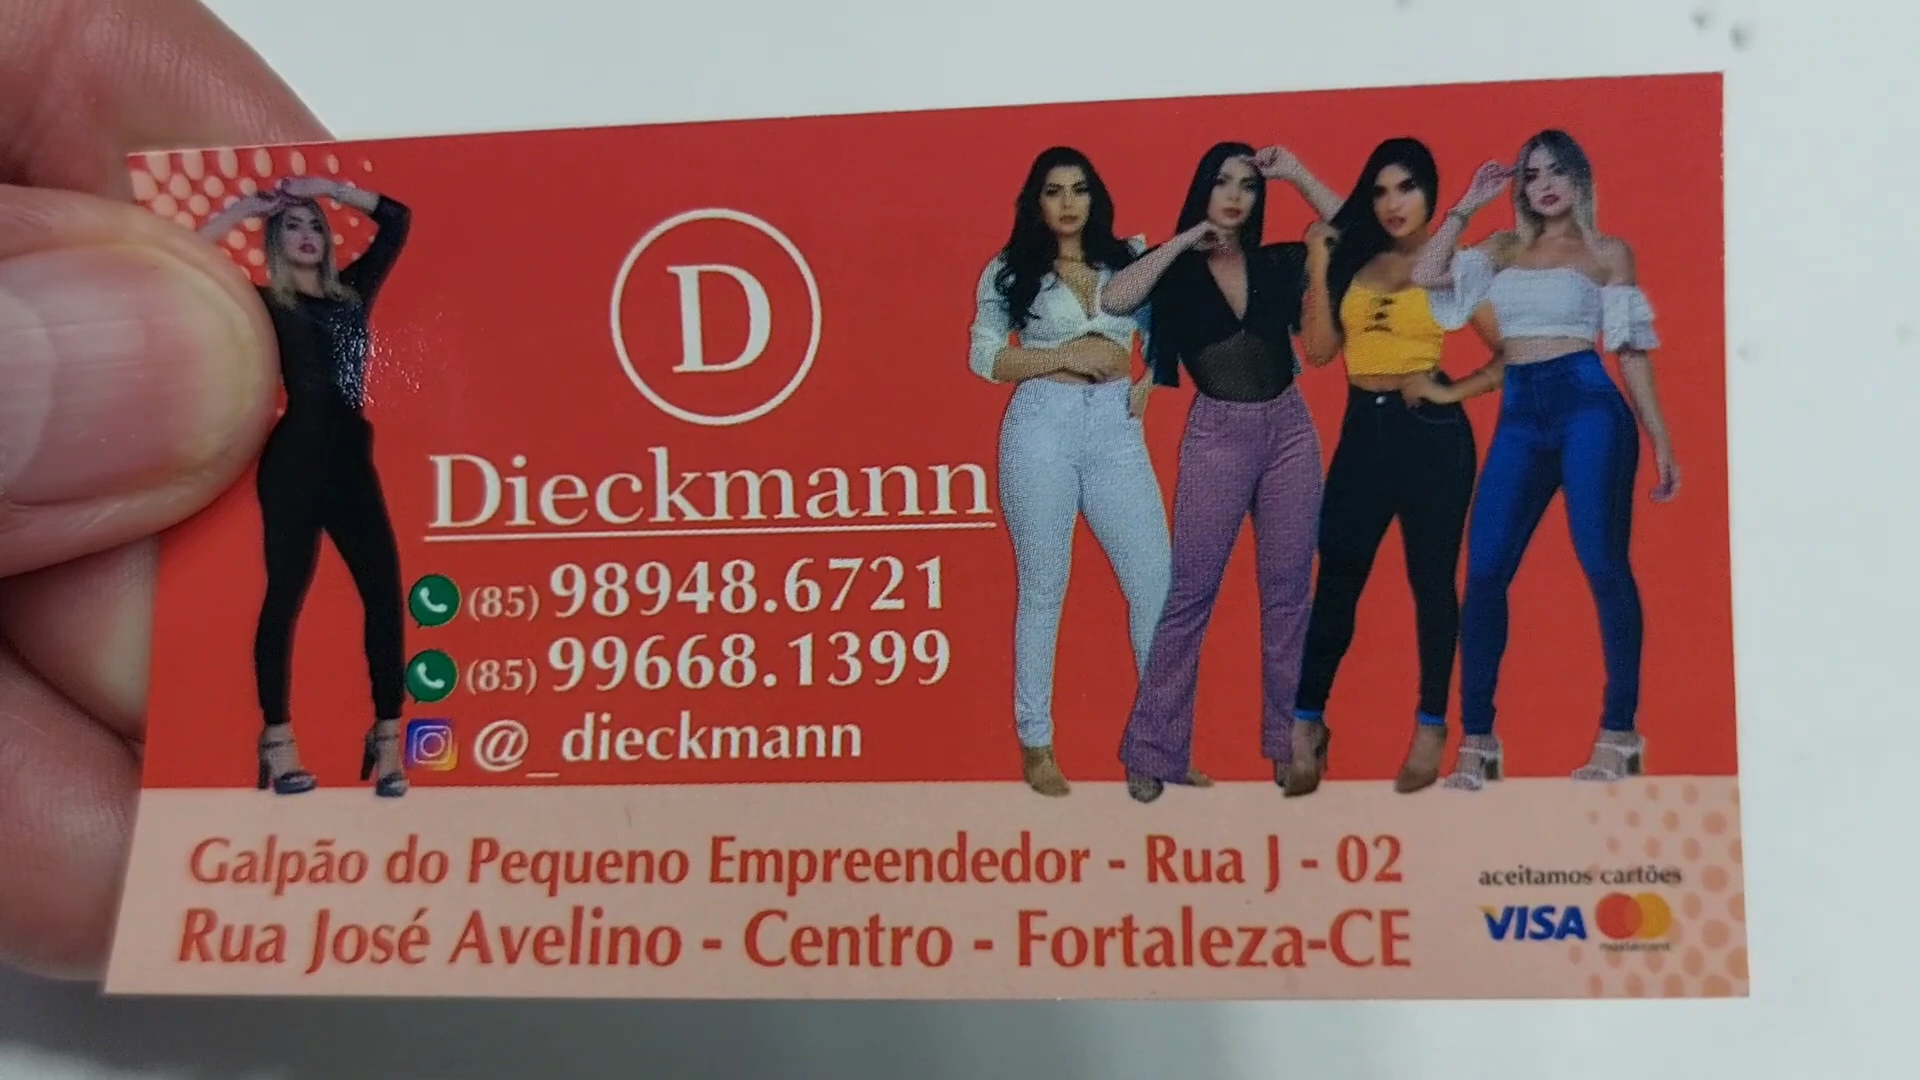 D
Dieckmann
(85) 98948.6721
(85) 99668.1399
@_dieckmann
Galpão do Pequeno Empreendedor - Rua J - 02
Rua José Avelino - Centro - Fortaleza-CE
aceitamos cartões
VISA
mastercard